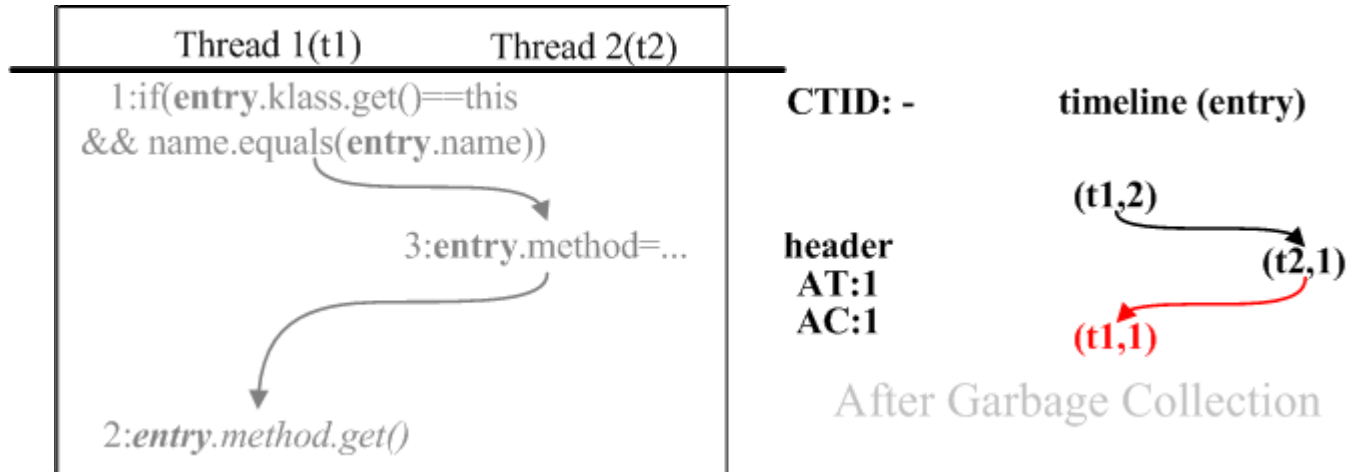 Thread 1(t1) Thread 2(t2)
1:if(entry.klass.get()==this
&& name.equals(entry.name))
3:entry.method=...
2:entry.method.get()
CTID: - timeline (entry)
(t1,2)
header
AT:1
AC:1
(t2,1)
(t1,1)
After Garbage Collection